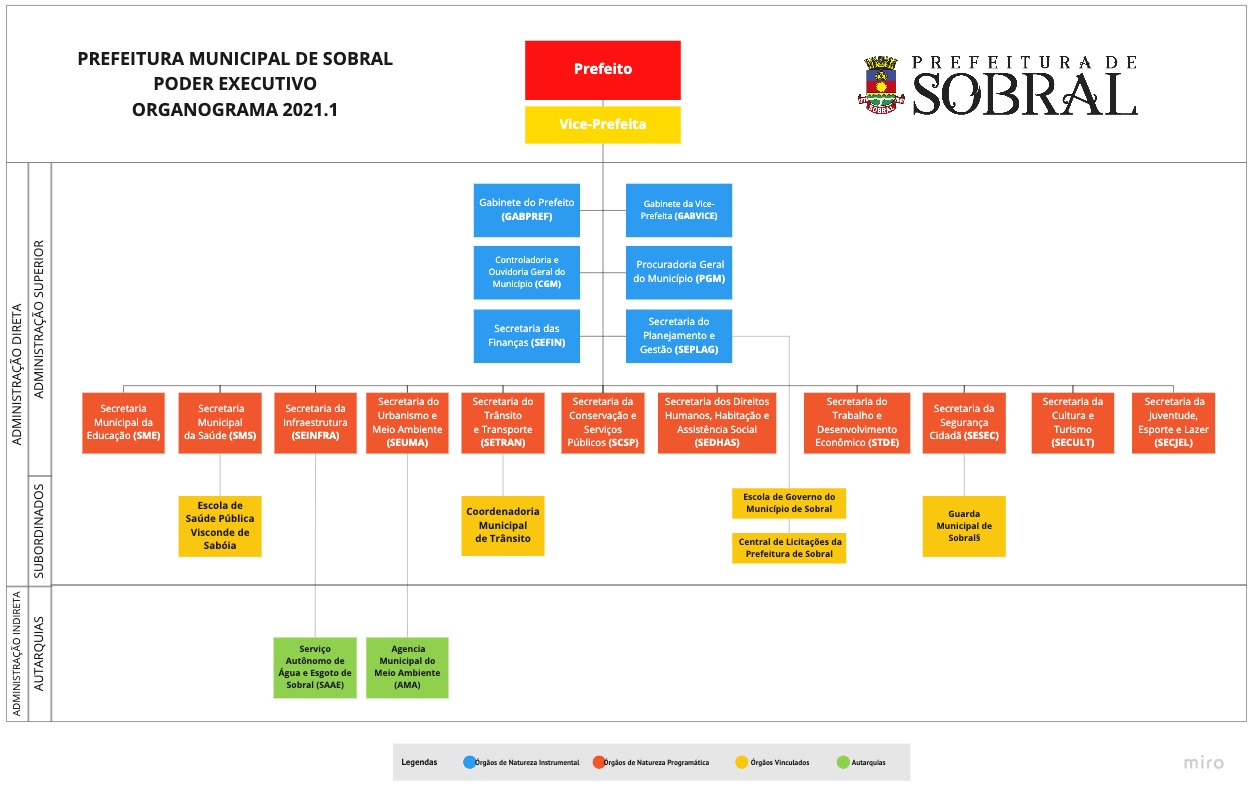 PREFEITURA MUNICIPAL DE SOBRAL
PODER EXECUTIVO
ORGANOGRAMA 2021.1
Prefeito
Vice-Prefeita
PREFEITURA DE
SOBRAL
SOBRAL
ADMINISTRAÇÃO DIRETA
ADMINISTRAÇÃO SUPERIOR
Gabinete do Prefeito
(GABPREF)
Gabinete da Vice-
Prefeita (GABVICE)
Controladoria e
Ouvidoria Geral do
Município (CGM)
Procuradoria Geral
do Município (PGM)
Secretaria das
Finanças (SEFIN)
Secretaria do
Planejamento e
Gestão (SEPLAG)
Secretaria
Municipal da
Educação (SME)
Secretaria
Municipal
da Saúde (SMS)
Secretaria da
Infraestrutura
(SEINFRA)
Secretaria do
Urbanismo e
Meio Ambiente
(SEUMA)
Secretaria do
Trânsito
e Transporte
(SETRAN)
Secretaria da
Conservação e
Serviços
Públicos (SCSP)
Secretaria dos Direitos
Humanos, Habitação e
Assistência Social
(SEDHAS)
Secretaria do
Trabalho e
Desenvolvimento
Econômico (STDE)
Secretaria da
Segurança
Cidadã (SESEC)
Secretaria da
Cultura e
Turismo
(SECULT)
Secretaria da
Juventude,
Esporte e Lazer
(SECJEL)
SUBORDINADOS
Escola de
Saúde Pública
Visconde de
Sabóia
Coordenadoria
Municipal
de Trânsito
Escola de Governo do
Município de Sobral
Central de Licitações da
Prefeitura de Sobral
Guarda
Municipal de
Sobral§
ADMINISTRAÇÃO INDIRETA
AUTARQUIAS
Serviço
Autônomo de
Água e Esgoto de
Sobral (SAAE)
Agencia
Municipal do
Meio Ambiente
(AMA)
Legendas
Órgãos de Natureza Instrumental
Órgãos de Natureza Programática
Órgãos Vinculados
Autarquias
miro